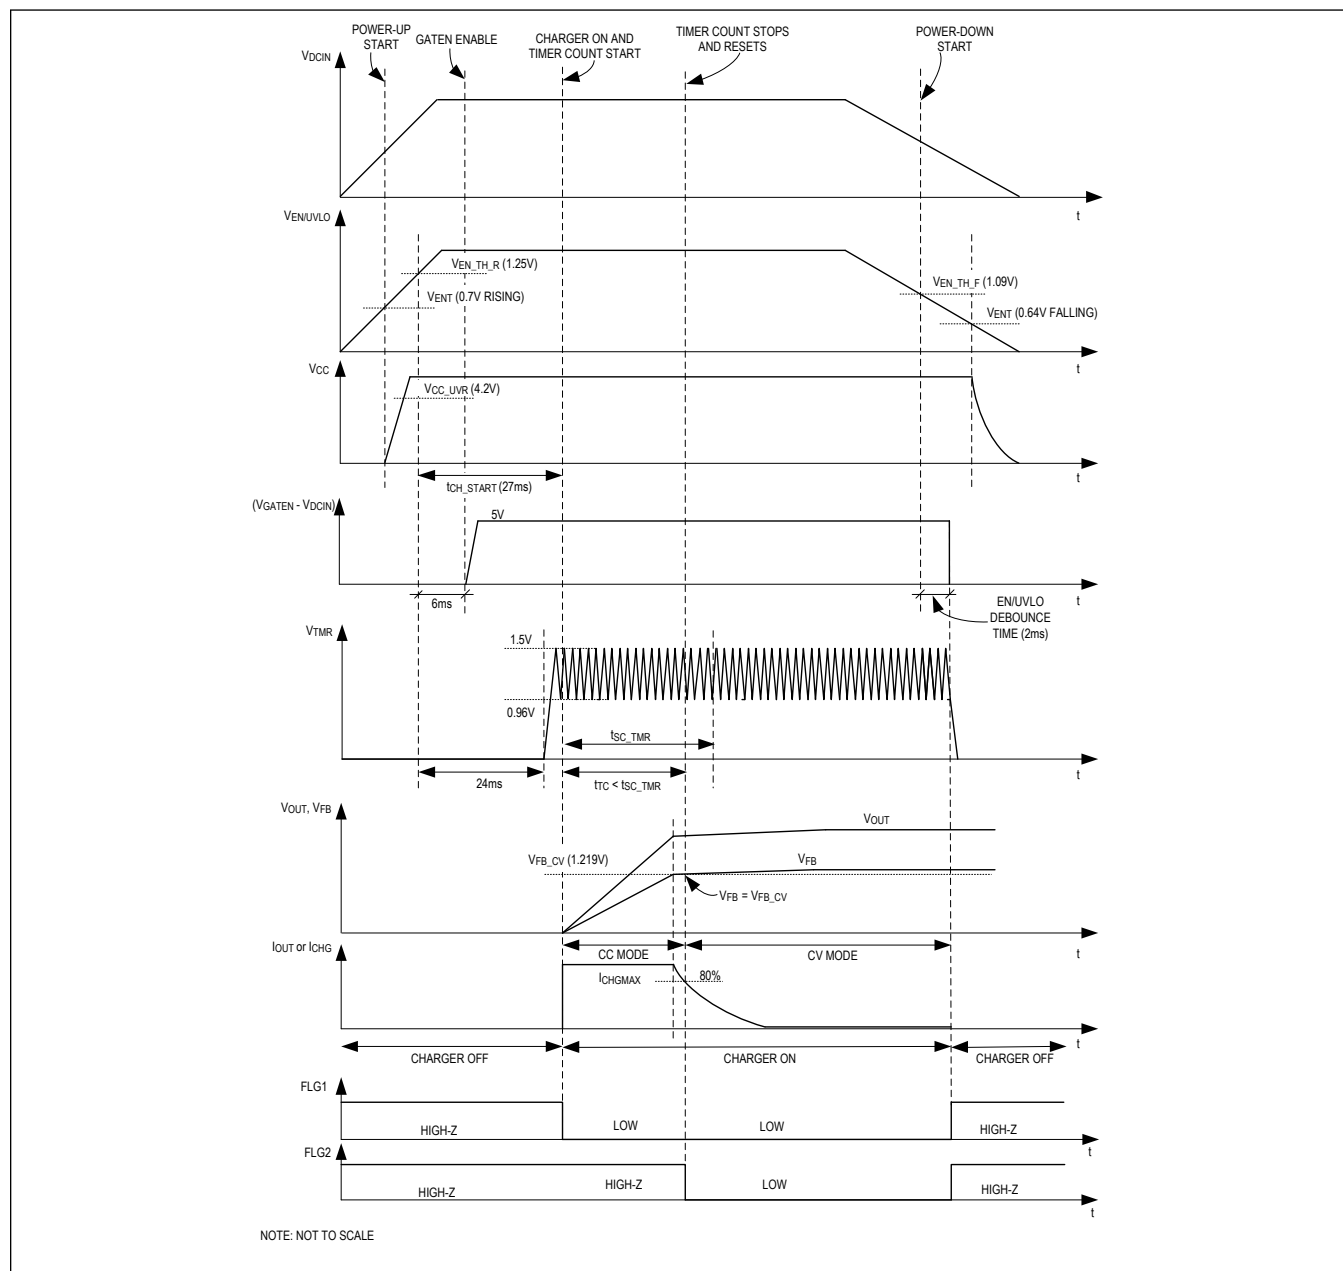 POWER-UP
START
GATEN ENABLE
CHARGER ON AND
TIMER COUNT START
TIMER COUNT STOPS
AND RESETS
POWER-DOWN
START
VDCIN
t
VEN/UVLO
VEN_TH_R (1.25V)
VENT (0.7V RISING)
VEN_TH_F (1.09V)
VENT (0.64V FALLING)
t
VCC
VCC_UVR (4.2V)
tCH_START (27ms)
t
(VGATEN - VDCIN)
5V
6ms
t
EN/UVLO
DEBOUNCE
TIME (2ms)
VTMR
1.5V
0.96V
tSC_TMR
24ms
tTC < tSC_TMR
t
VOUT, VFB
VOUT
VFB_CV (1.219V)
VFB
VFB = VFB_CV
t
IOUT or ICHG
CC MODE
CV MODE
ICHGMAX
80%
t
CHARGER OFF
CHARGER ON
CHARGER OFF
FLG1
HIGH-Z
LOW
LOW
HIGH-Z
t
FLG2
HIGH-Z
HIGH-Z
LOW
HIGH-Z
t
NOTE: NOT TO SCALE